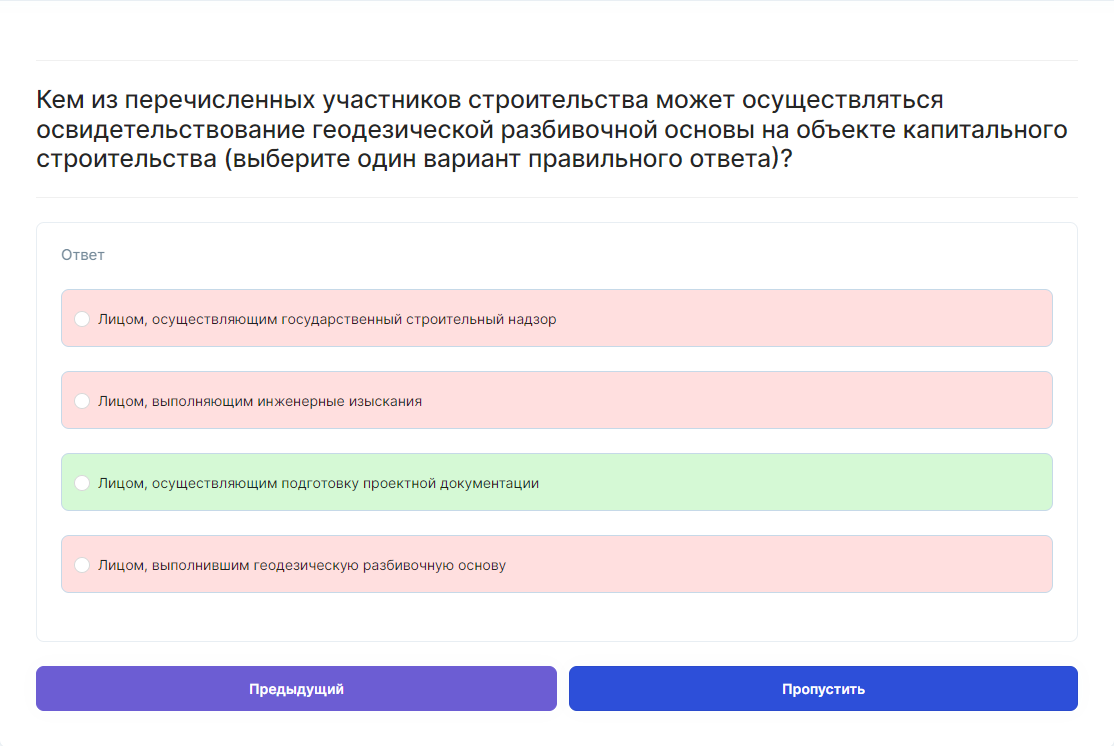 Кем из перечисленных участников строительства может осуществляться
освидетельствование геодезической разбивочной основы на объекте капитального
строительства (выберите один вариант правильного ответа)?
Ответ
Лицом, осуществляющим государственный строительный надзор
Лицом, выполняющим инженерные изыскания
Лицом, осуществляющим подготовку проектной документации
Лицом, выполнившим геодезическую разбивочную основу
Предыдущий
Пропустить